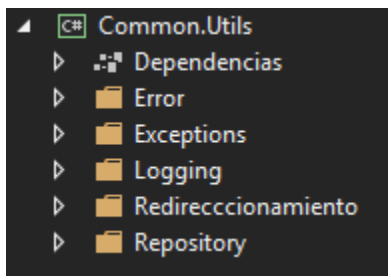 C# Common.Utils
Dependencias
Error
Exceptions
Logging
Redirecccionamiento
Repository